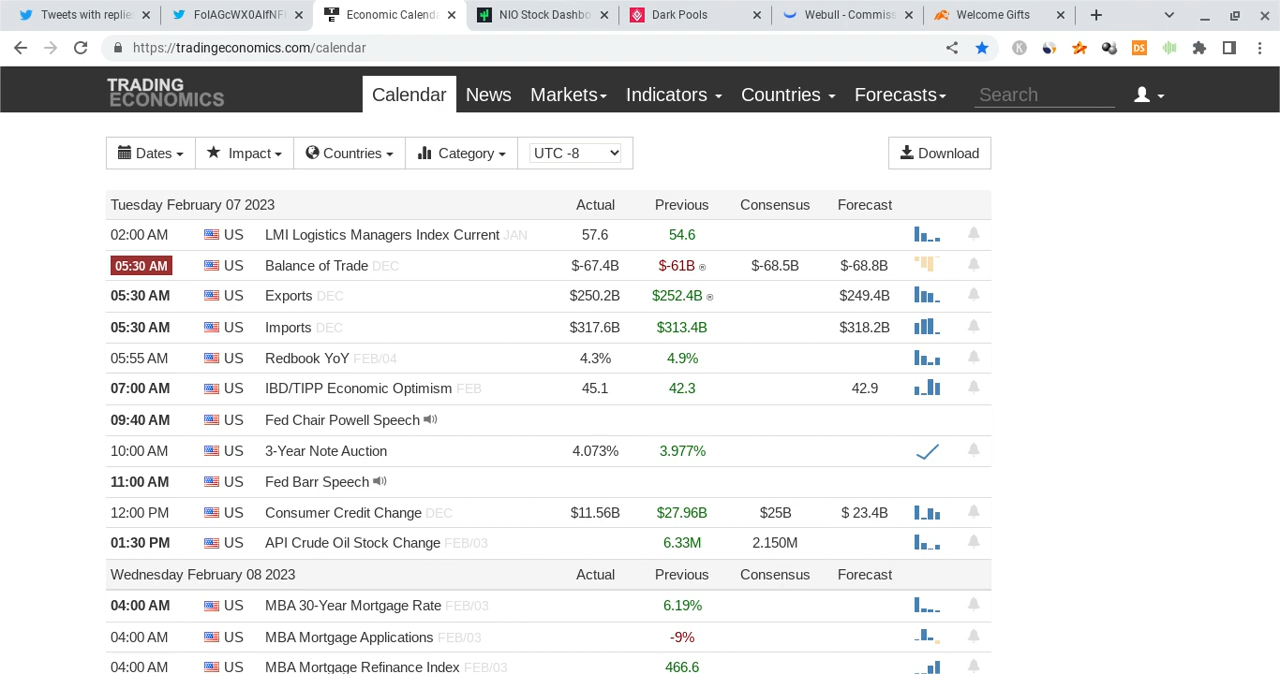 Tweets with replie
FolAGcWX0AIfNF
Economic Calenda
NIO Stock Dashbo
Dark Pools
Webull - Commiss
Welcome Gifts
https://tradingeconomics.com/calendar
K
DS
TRADING
ECONOMICS
Calendar News Markets Indicators Countries Forecasts Search
Dates Impact Countries Category UTC -8 Download
Tuesday February 07 2023 Actual Previous Consensus Forecast
02:00 AM US LMI Logistics Managers Index Current JAN 57.6 54.6
05:30 AM US Balance of Trade DEC $-67.4B $-61B ® $-68.5B $-68.8B
05:30 AM US Exports DEC $250.2B $252.4B ® $249.4B
05:30 AM US Imports DEC $317.6B $313.4B $318.2B
05:55 AM US Redbook YoY FEB/04 4.3% 4.9%
07:00 AM US IBD/TIPP Economic Optimism FEB 45.1 42.3 42.9
09:40 AM US Fed Chair Powell Speech
10:00 AM US 3-Year Note Auction 4.073% 3.977%
11:00 AM US Fed Barr Speech
12:00 PM US Consumer Credit Change DEC $11.56B $27.96B $25B $ 23.4B
01:30 PM US API Crude Oil Stock Change FEB/03 6.33M 2.150M
Wednesday February 08 2023 Actual Previous Consensus Forecast
04:00 AM US MBA 30-Year Mortgage Rate FEB/03 6.19%
04:00 AM US MBA Mortgage Applications FEB/03 -9%
04:00 AM US MBA Mortgage Refinance Index FEB/03 466.6